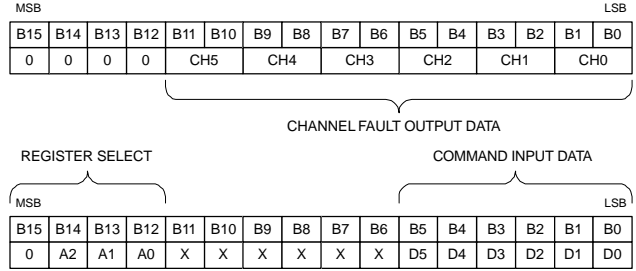 MSB LSB
B15 B14 B13 B12 B11 B10 B9 B8 B7 B6 B5 B4 B3 B2 B1 B0
0 0 0 0 CH5 CH4 CH3 CH2 CH1 CH0
CHANNEL FAULT OUTPUT DATA
REGISTER SELECT COMMAND INPUT DATA
MSB LSB
B15 B14 B13 B12 B11 B10 B9 B8 B7 B6 B5 B4 B3 B2 B1 B0
0 A2 A1 A0 X X X X X X D5 D4 D3 D2 D1 D0